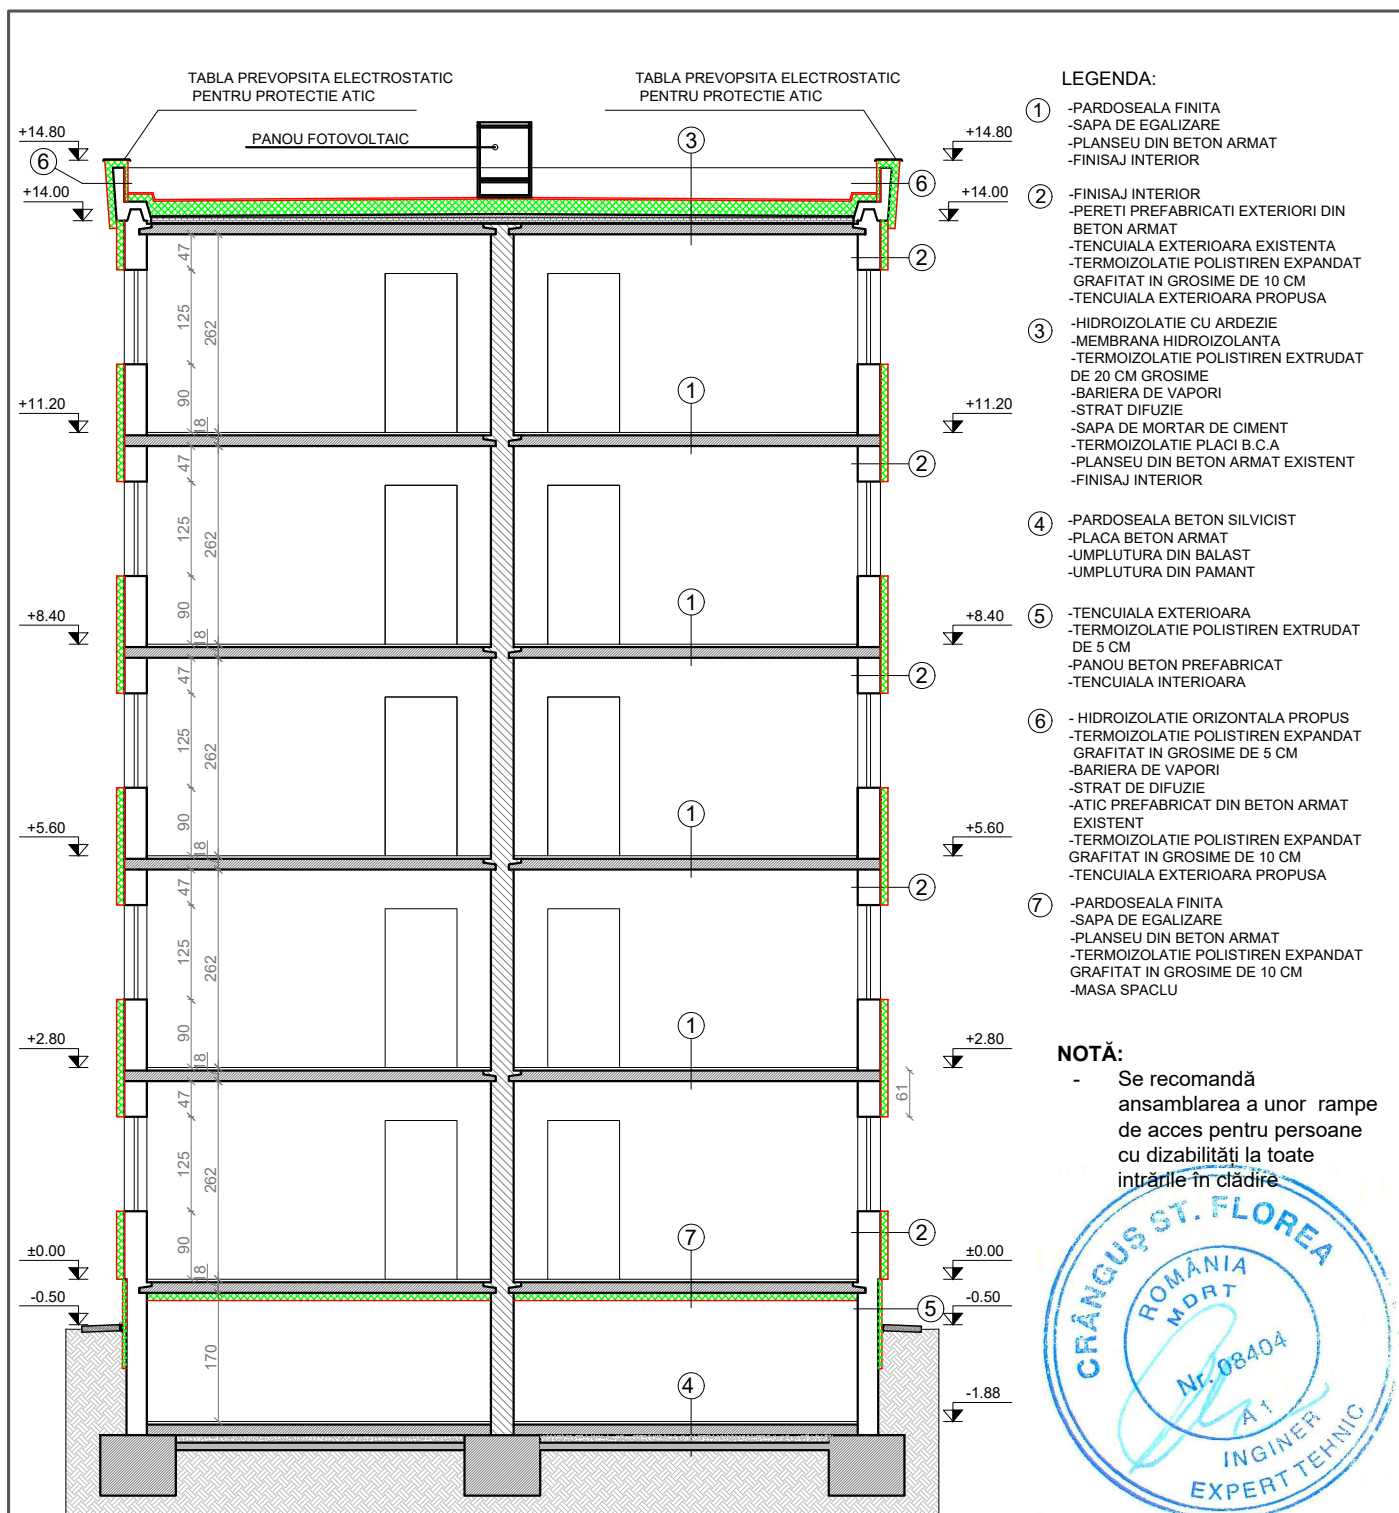 TABLA PREVOPSITA ELECTROSTATIC
PENTRU PROTECTIE ATIC
TABLA PREVOPSITA ELECTROSTATIC
PENTRU PROTECTIE ATIC
PANOU FOTOVOLTAIC
+14.80
+14.80
3
6
6
+14.00
+14.00
47
2
125
262
90
1
+11.20
+11.20
18
47
2
125
262
90
1
+8.40
+8.40
18
47
2
125
262
90
1
+5.60
+5.60
18
47
2
125
262
90
1
+2.80
+2.80
18
47
61
125
262
90
7
2
±0.00
±0.00
18
-0.50
5
-0.50
170
4
-1.88
LEGENDA:
1
-PARDOSEALA FINITA
-SAPA DE EGALIZARE
-PLANSEU DIN BETON ARMAT
-FINISAJ INTERIOR
2
-FINISAJ INTERIOR
-PERETI PREFABRICATI EXTERIORI DIN
BETON ARMAT
-TENCUIALA EXTERIOARA EXISTENTA
-TERMOIZOLATIE POLISTIREN EXPANDAT
GRAFITAT IN GROSIME DE 10 CM
-TENCUIALA EXTERIOARA PROPUSA
3
-HIDROIZOLATIE CU ARDEZIE
-MEMBRANA HIDROIZOLANTA
-TERMOIZOLATIE POLISTIREN EXTRUDAT
DE 20 CM GROSIME
-BARIERA DE VAPORI
-STRAT DIFUZIE
-SAPA DE MORTAR DE CIMENT
-TERMOIZOLATIE PLACI B.C.A
-PLANSEU DIN BETON ARMAT EXISTENT
-FINISAJ INTERIOR
4
-PARDOSEALA BETON SILVICIST
-PLACA BETON ARMAT
-UMPLUTURA DIN BALAST
-UMPLUTURA DIN PAMANT
5
-TENCUIALA EXTERIOARA
-TERMOIZOLATIE POLISTIREN EXTRUDAT
DE 5 CM
-PANOU BETON PREFABRICAT
-TENCUIALA INTERIOARA
6
- HIDROIZOLATIE ORIZONTALA PROPUS
-TERMOIZOLATIE POLISTIREN EXPANDAT
GRAFITAT IN GROSIME DE 5 CM
-BARIERA DE VAPORI
-STRAT DE DIFUZIE
-ATIC PREFABRICAT DIN BETON ARMAT
EXISTENT
-TERMOIZOLATIE POLISTIREN EXPANDAT
GRAFITAT IN GROSIME DE 10 CM
-TENCUIALA EXTERIOARA PROPUSA
7
-PARDOSEALA FINITA
-SAPA DE EGALIZARE
-PLANSEU DIN BETON ARMAT
-TERMOIZOLATIE POLISTIREN EXPANDAT
GRAFITAT IN GROSIME DE 10 CM
-MASA SPACLU
NOTĂ:
- Se recomandă
ansamblarea a unor rampe
de acces pentru persoane
cu dizabilități la toate
intrările în clădire
CRÂNGUȘ ST. FLOREA
ROMÂNIA
MDRT
Nr. 08404
A 1
INGINER
EXPERT TEHNIC